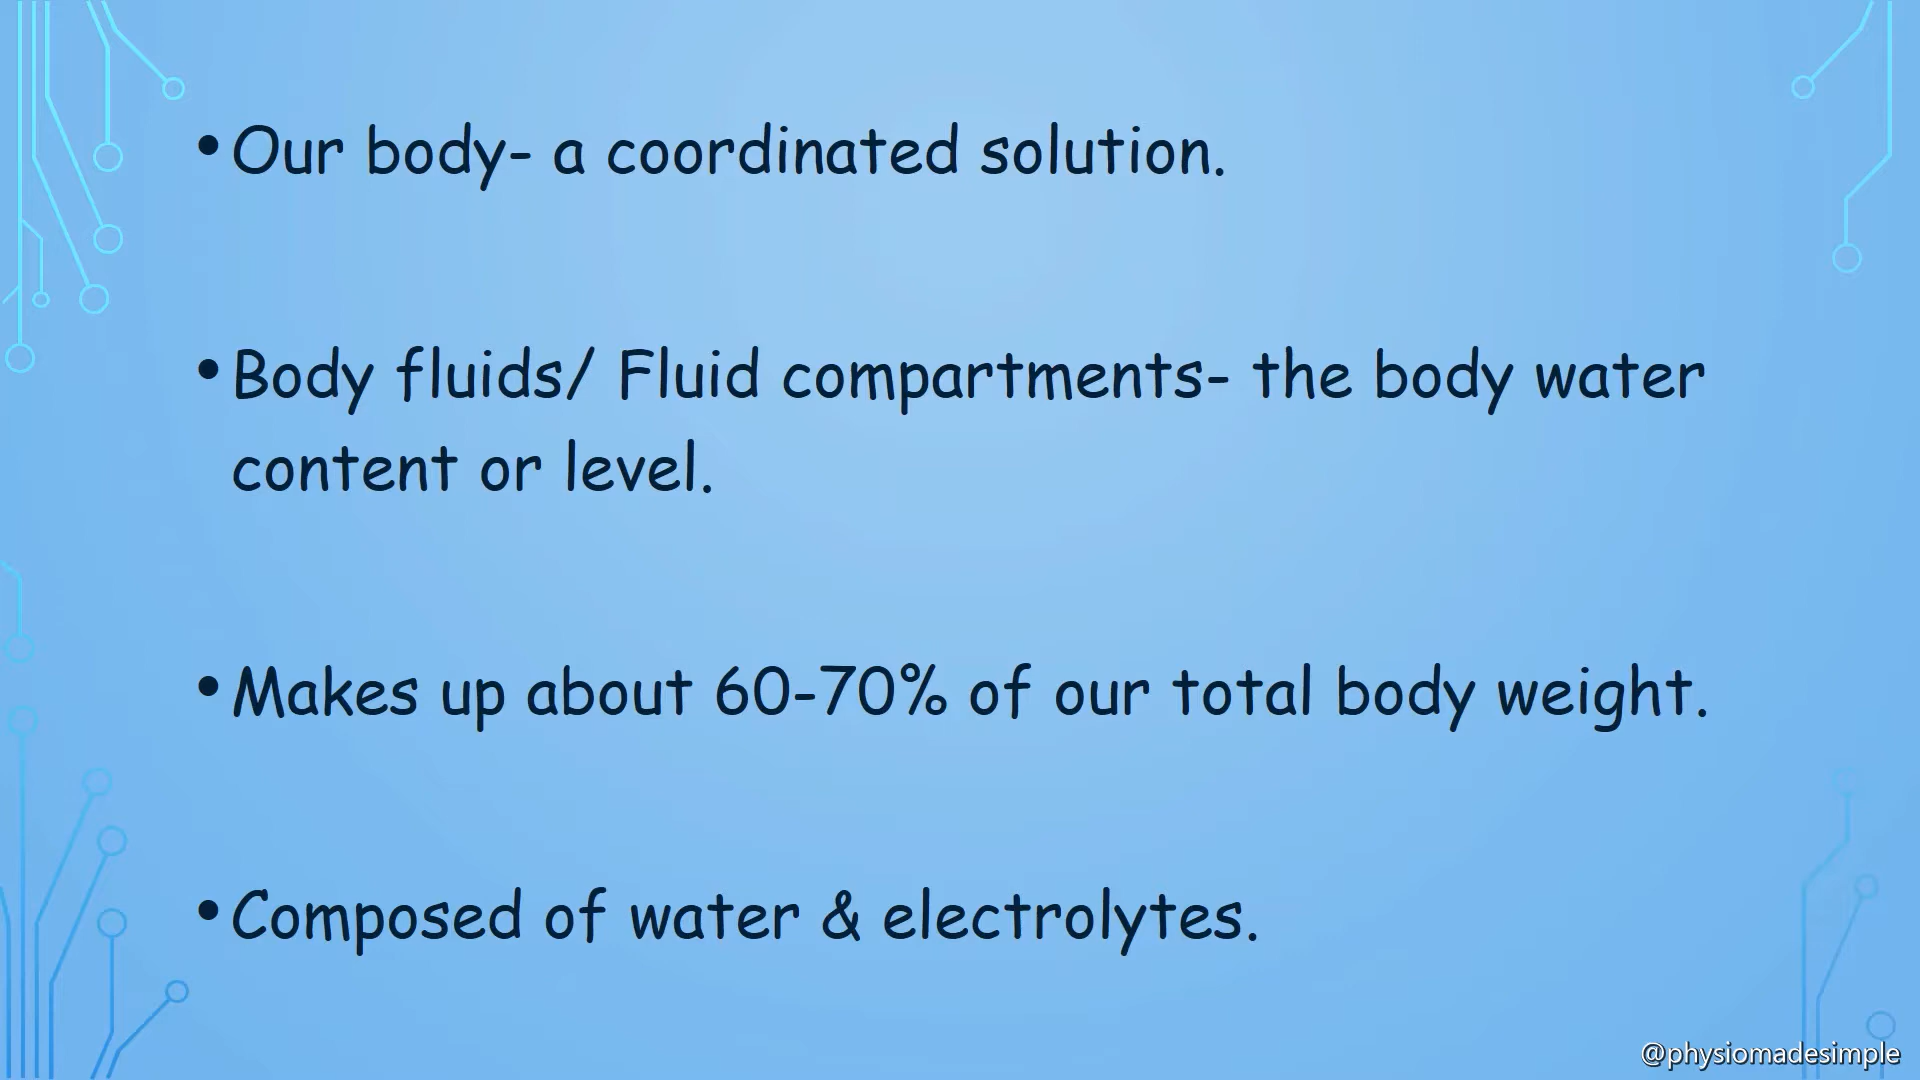 • Our body- a coordinated solution.
• Body fluids/ Fluid compartments- the body water
content or level.
• Makes up about 60-70% of our total body weight.
• Composed of water & electrolytes.
@physiomadesimple